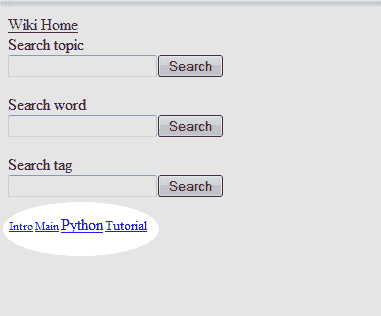 Wiki Home
Search topic
Search
Search word
Search
Search tag
Search
Intro Main Python Tutorial